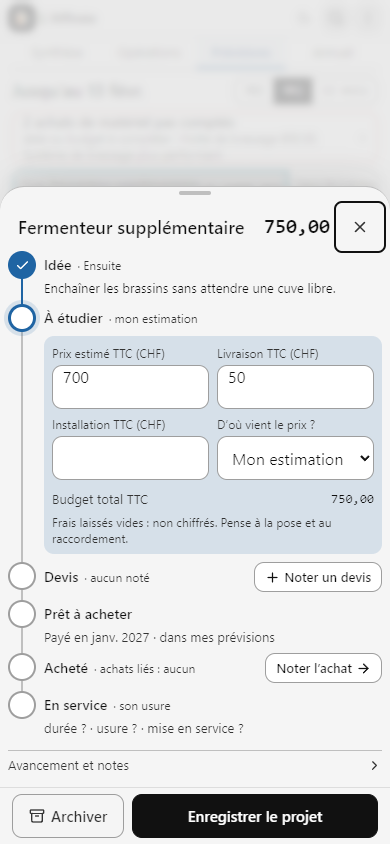 Fermenteur supplémentaire 750,00
Idée · Ensuite
Enchaîner les brassins sans attendre une cuve libre.
À étudier · mon estimation
Prix estimé TTC (CHF) Livraison TTC (CHF)
700 50
Installation TTC (CHF) D'où vient le prix ?
Mon estimation
Budget total TTC 750,00
Frais laissés vides : non chiffrés. Pense à la pose et au
raccordement.
Devis · aucun noté + Noter un devis
Prêt à acheter
Payé en janv. 2027 · dans mes prévisions
Acheté · achats liés : aucun Noter l'achat →
En service · son usure
durée ? · usure ? · mise en service ?
Avancement et notes
Archiver Enregistrer le projet